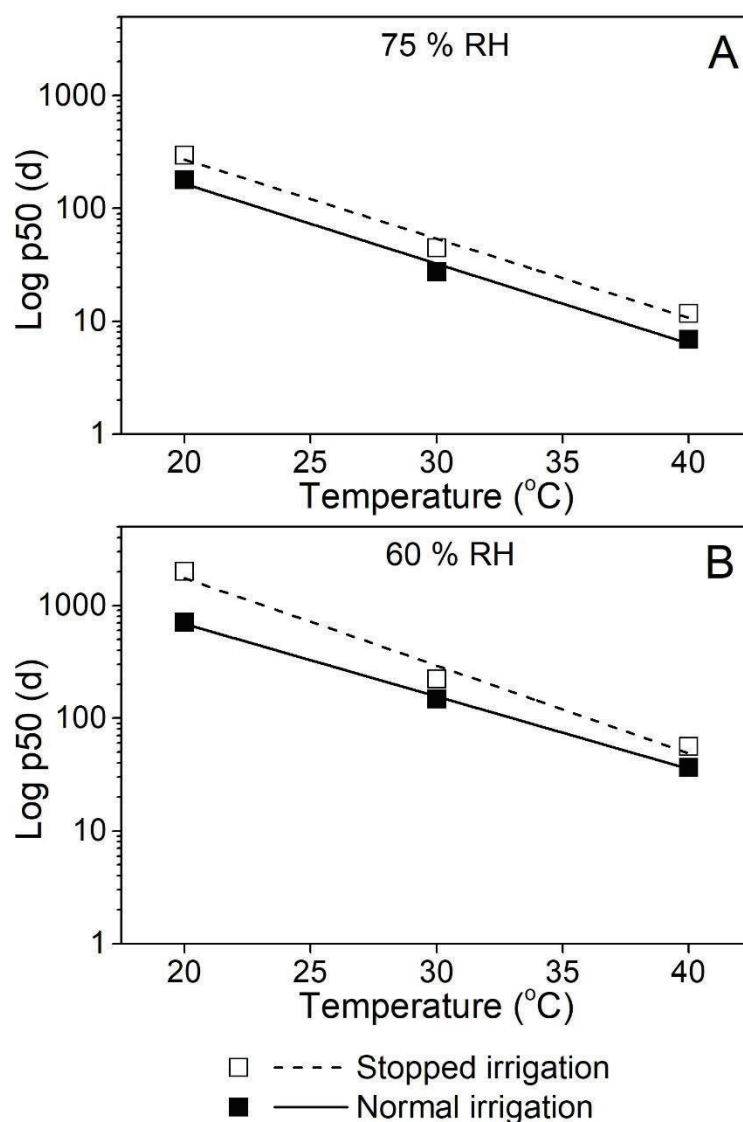 75 % RH
A
1000
100
10
1
Log p50 (d)
20 25 30 35 40
Temperature (°C)
60 % RH
B
1000
100
10
1
Log p50 (d)
20 25 30 35 40
Temperature (°C)
Stopped irrigation
Normal irrigation